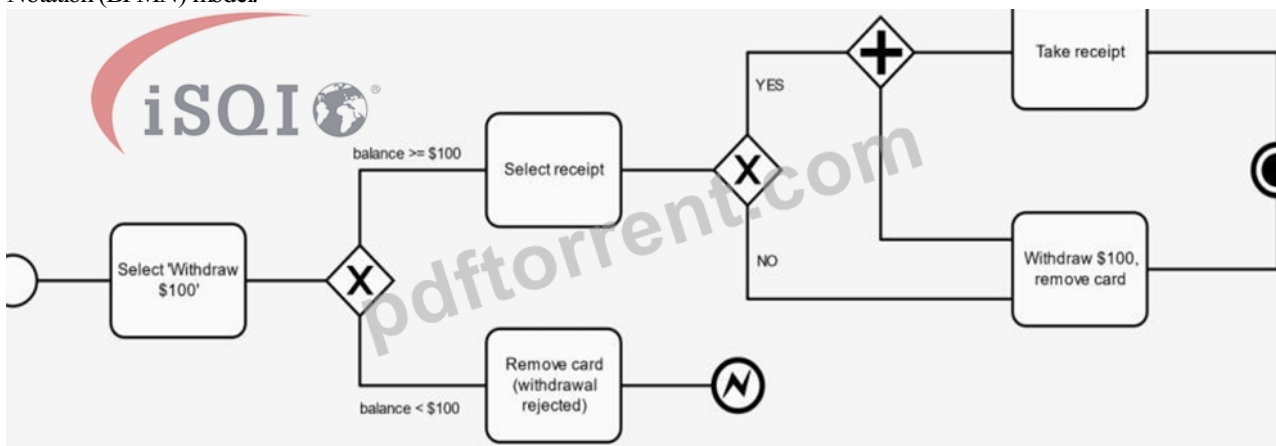 Notation (BPMN) model.
iSQI
®
YES
Take receipt
balance >= $100
Select receipt
X
Select 'Withdraw
$100'
X
NO
Withdraw $100,
remove card
pdftorrent.com
Remove card
(withdrawal
rejected)
balance < $100